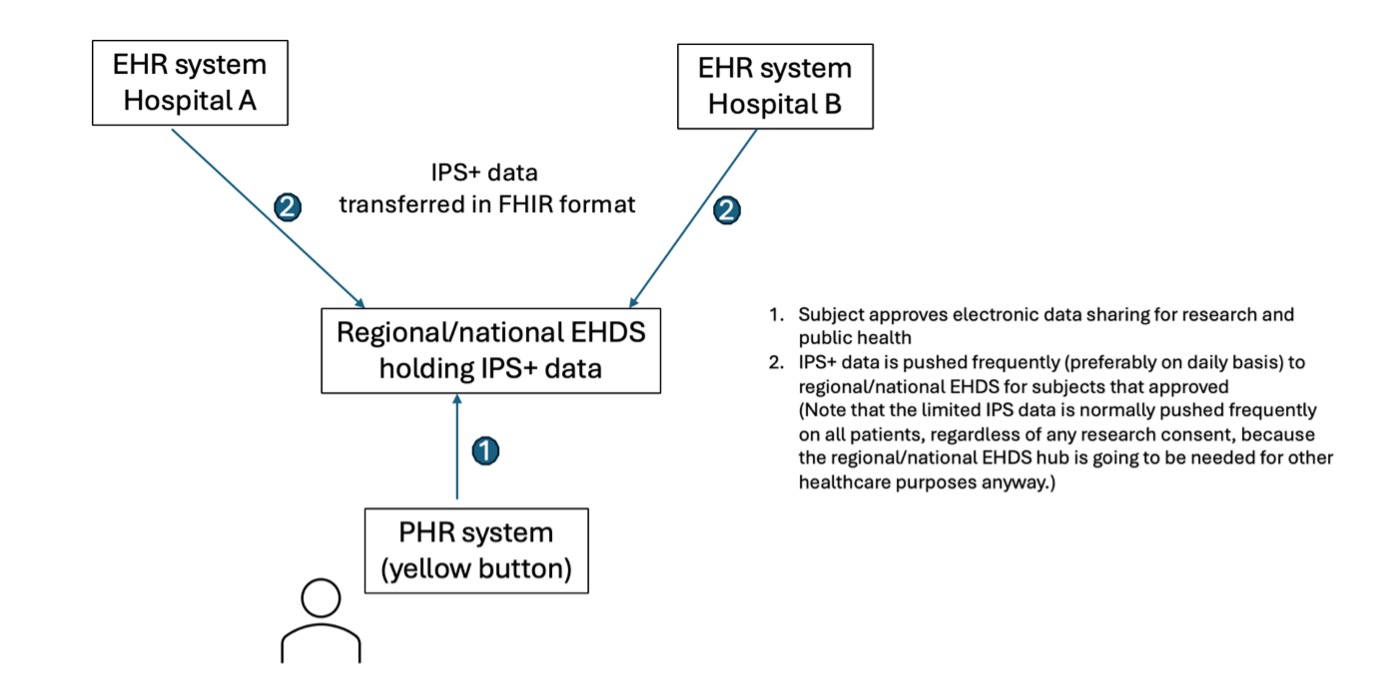 EHR system
Hospital A
EHR system
Hospital B
IPS+ data
transferred in FHIR format
2
2
Regional/national EHDS
holding IPS+ data
1
PHR system
(yellow button)
1. Subject approves electronic data sharing for research and
public health
2. IPS+ data is pushed frequently (preferably on daily basis) to
regional/national EHDS for subjects that approved
(Note that the limited IPS data is normally pushed frequently
on all patients, regardless of any research consent, because
the regional/national EHDS hub is going to be needed for other
healthcare purposes anyway.)